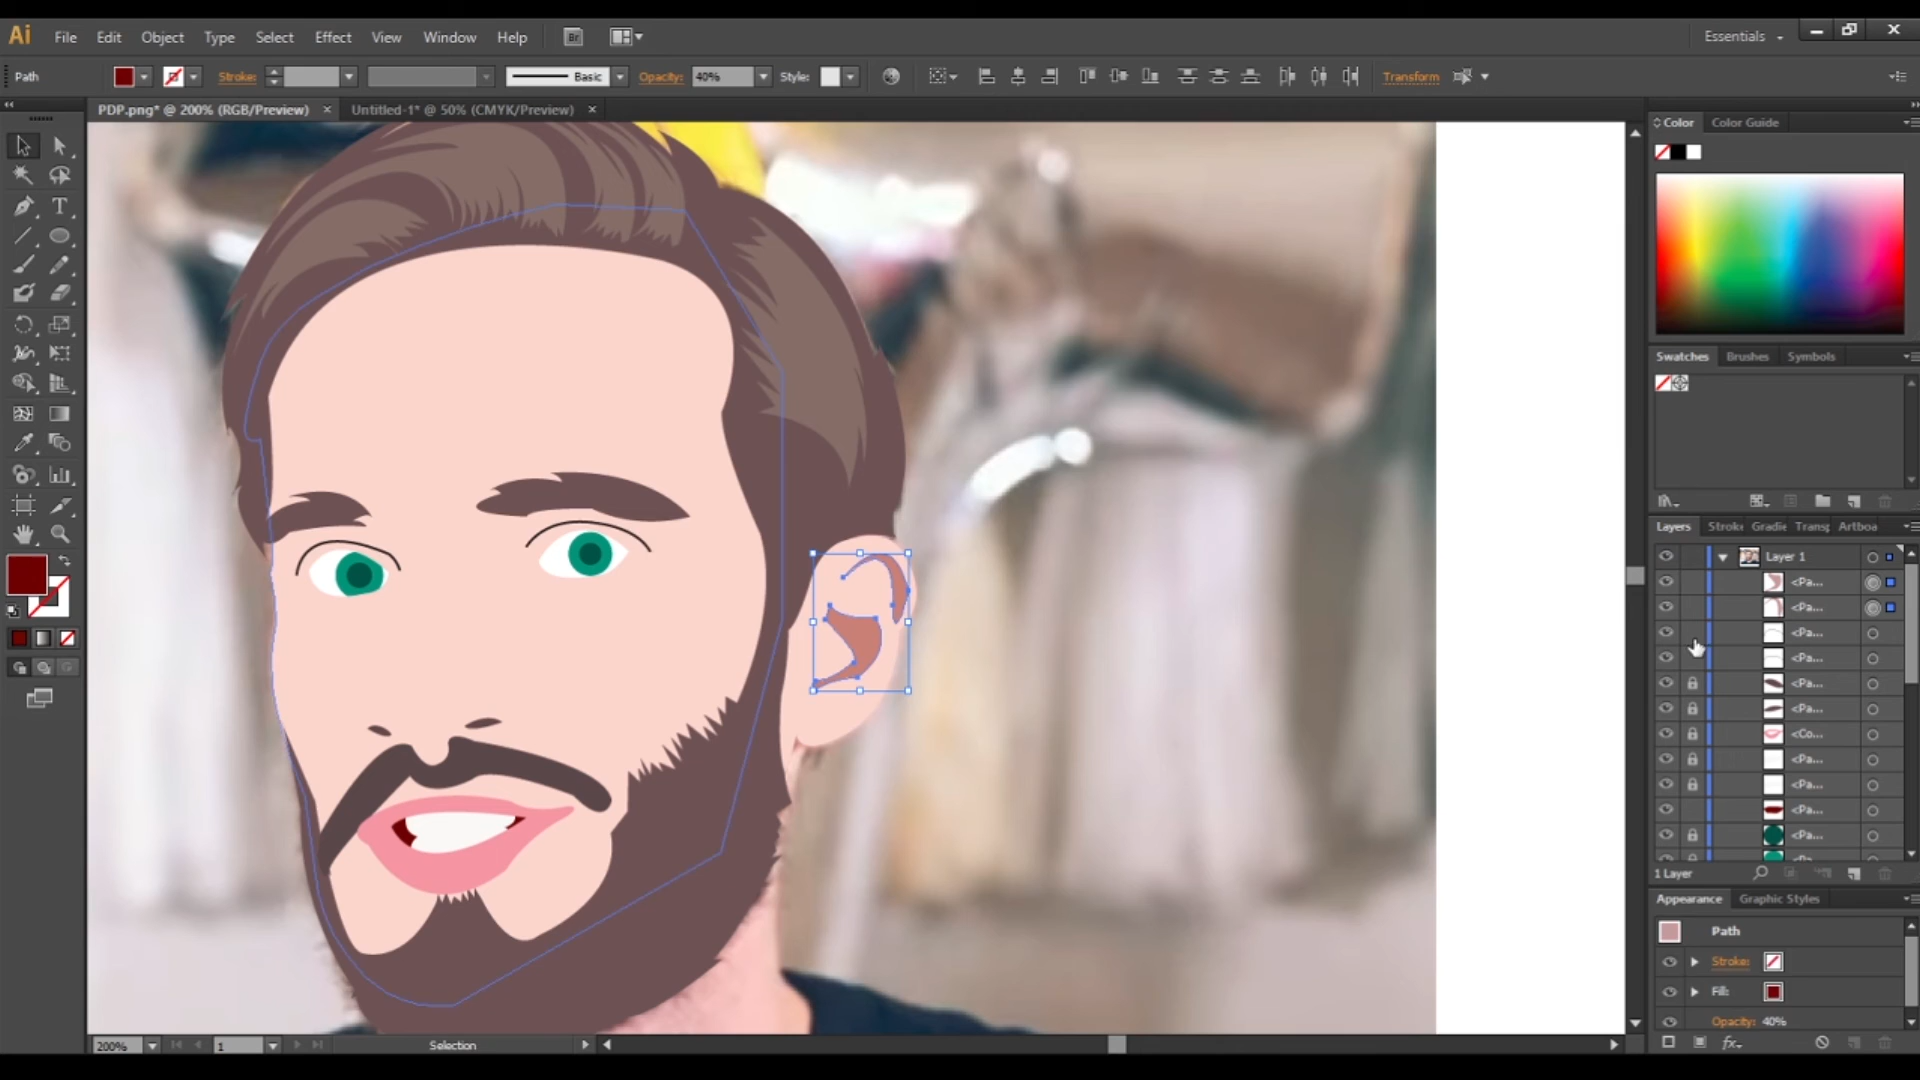 Ai File Edit Object Type Select Effect View Window Help Br Essentials
Path Stroke: Basic Opacity: 40% Style: Transform
PDP.png* @ 200% (RGB/Preview) × Untitled-1* @ 50% (CMYK/Preview) ×
Color Color Guide
Swatches Brushes Symbols
Layers Stroke Gradie Transp Artboa
Layer 1
<Pa...
<Pa...
<Pa...
<Pa...
<Pa...
<Pa...
<Co...
<Pa...
<Pa...
<Pa...
<Pa...
1 Layer
Appearance Graphic Styles
Path
Stroke:
Fill:
Opacity: 40%
fx
200% 1 Selection